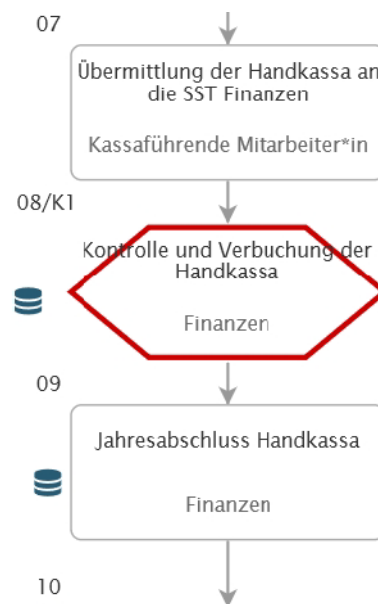 07
Übermittlung der Handkassa an
die SST Finanzen
Kassaführende Mitarbeiter*in
08/K1
Kontrolle und Verbuchung der
Handkassa
Finanzen
09
Jahresabschluss Handkassa
Finanzen
10